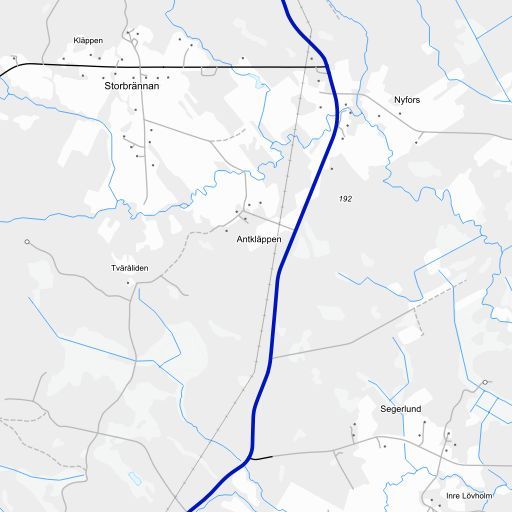 Kläppen
Storbrännan
Nyfors
192
Antkläppen
Tväråliden
Segerlund
Inre Lövholm